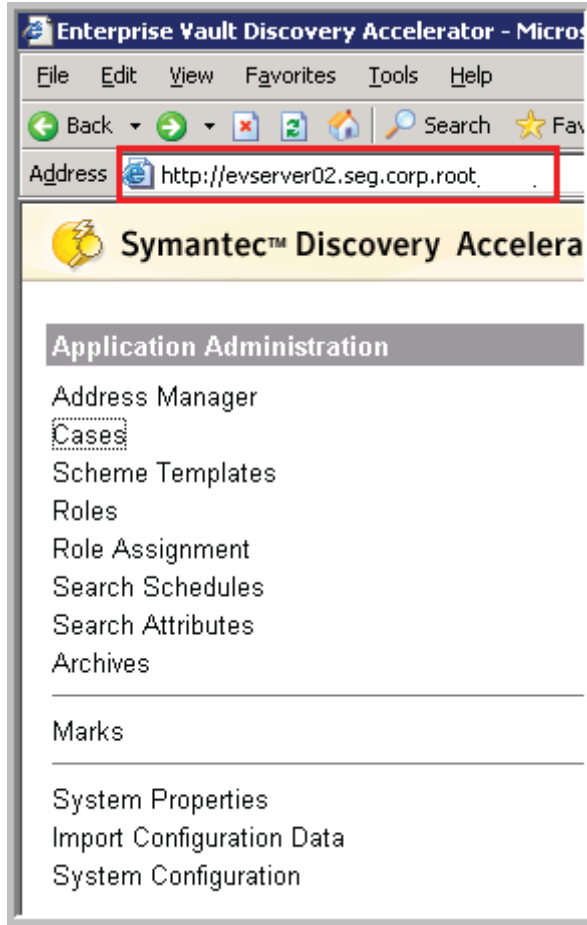 Enterprise Vault Discovery Accelerator - Micros
File Edit View Favorites Tools Help
Back Search Fav
Address http://evserver02.seg.corp.root
Symantec™ Discovery Accelera
Application Administration
Address Manager
Cases
Scheme Templates
Roles
Role Assignment
Search Schedules
Search Attributes
Archives
Marks
System Properties
Import Configuration Data
System Configuration